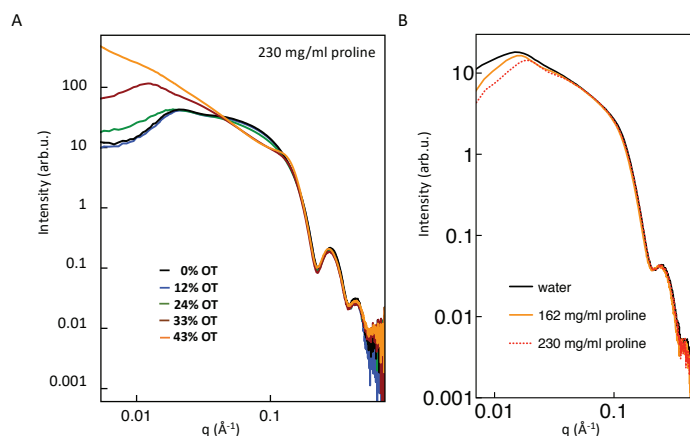 A
230 mg/ml proline
Intensity (arb.u.)
100
10
1
0.1
0.01
0.001
0% OT
12% OT
24% OT
33% OT
43% OT
0.01
0.1
q (Å-1)
B
Intensity (arb.u.)
10
1
0.1
0.01
0.001
water
162 mg/ml proline
230 mg/ml proline
0.01
0.1
q (Å-1)